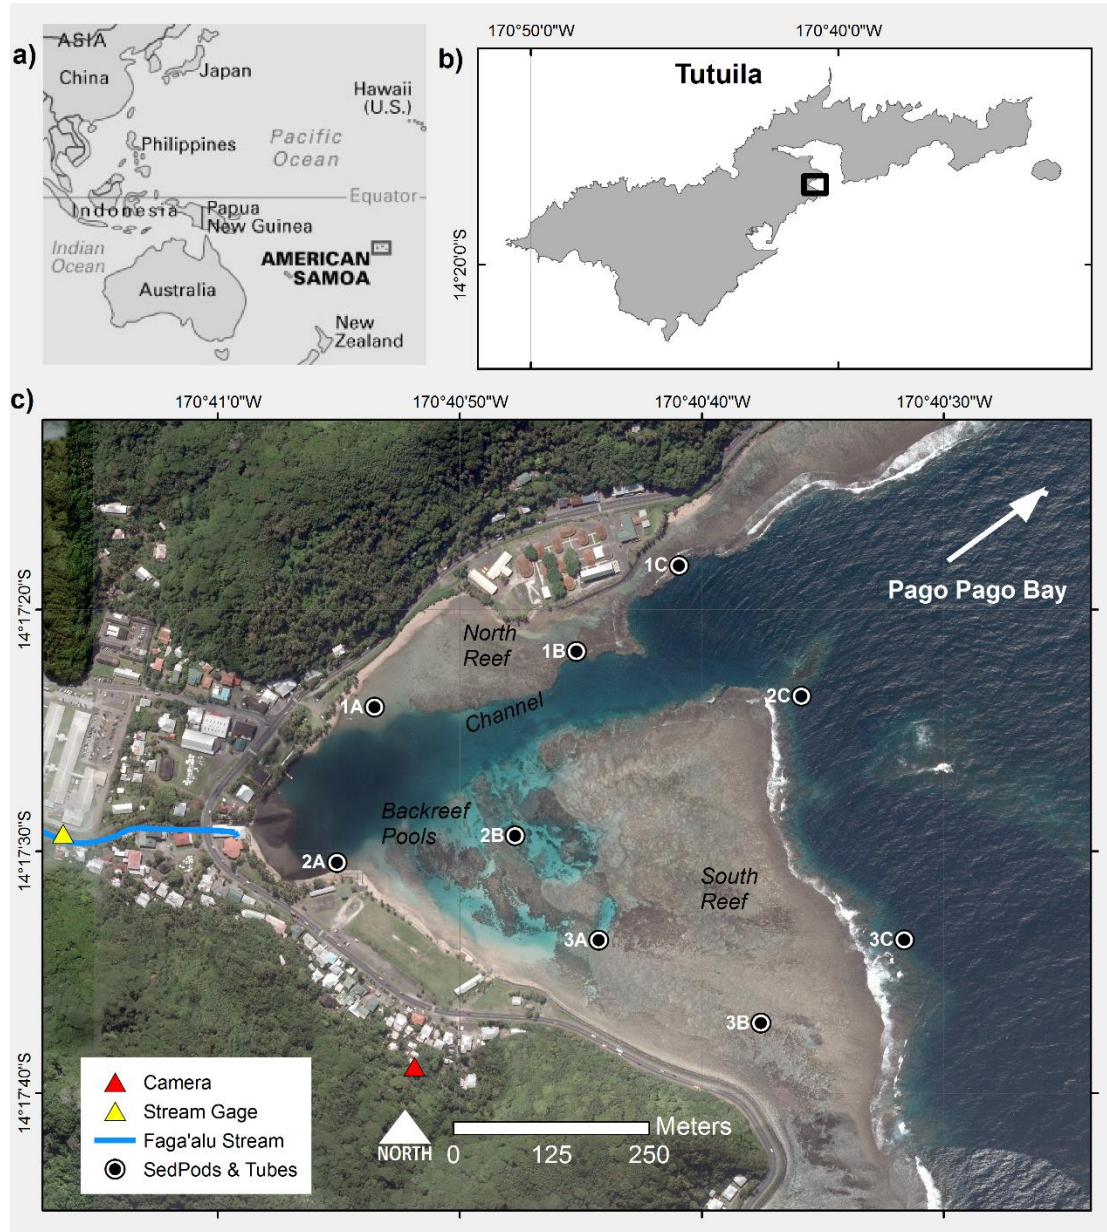 a)
ASIA
China
Japan
Hawaii
(U.S.)
Pacific
Ocean
Philippines
Equator
Indonesia
Papua
New Guinea
Indian
Ocean
AMERICAN
SAMOA
Australia
New
Zealand
b)
170°50'0"W
170°40'0"W
Tutuila
14°20'0"S
c)
170°41'0"W
170°40'50"W
170°40'40"W
170°40'30"W
14°17'20"S
14°17'30"S
14°17'40"S
1C
Pago Pago Bay
North
Reef
1B
2C
1A
Channel
Backreef
Pools
2B
2A
South
Reef
3A
3C
3B
Camera
Stream Gage
Faga'alu Stream
SedPods & Tubes
NORTH
Meters
0
125
250